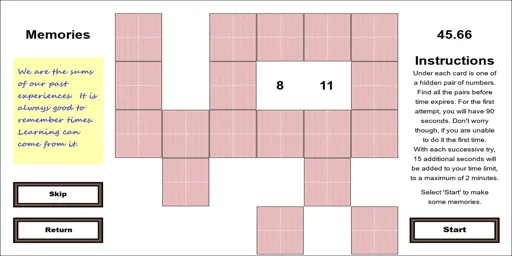 Memories
We are the sums
of our past
experiences. It is
always good to
remember times.
Learning can
come from it.
Skip
Return
8 11
45.66
Instructions
Under each card is one of
a hidden pair of numbers.
Find all the pairs before
time expires. For the first
attempt, you will have 90
seconds. Don't worry
though, if you are unable
to do it the first time.
With each successive try,
15 additional seconds will
be added to your time limit,
to a maximum of 2 minutes.
Select 'Start' to make
some memories.
Start